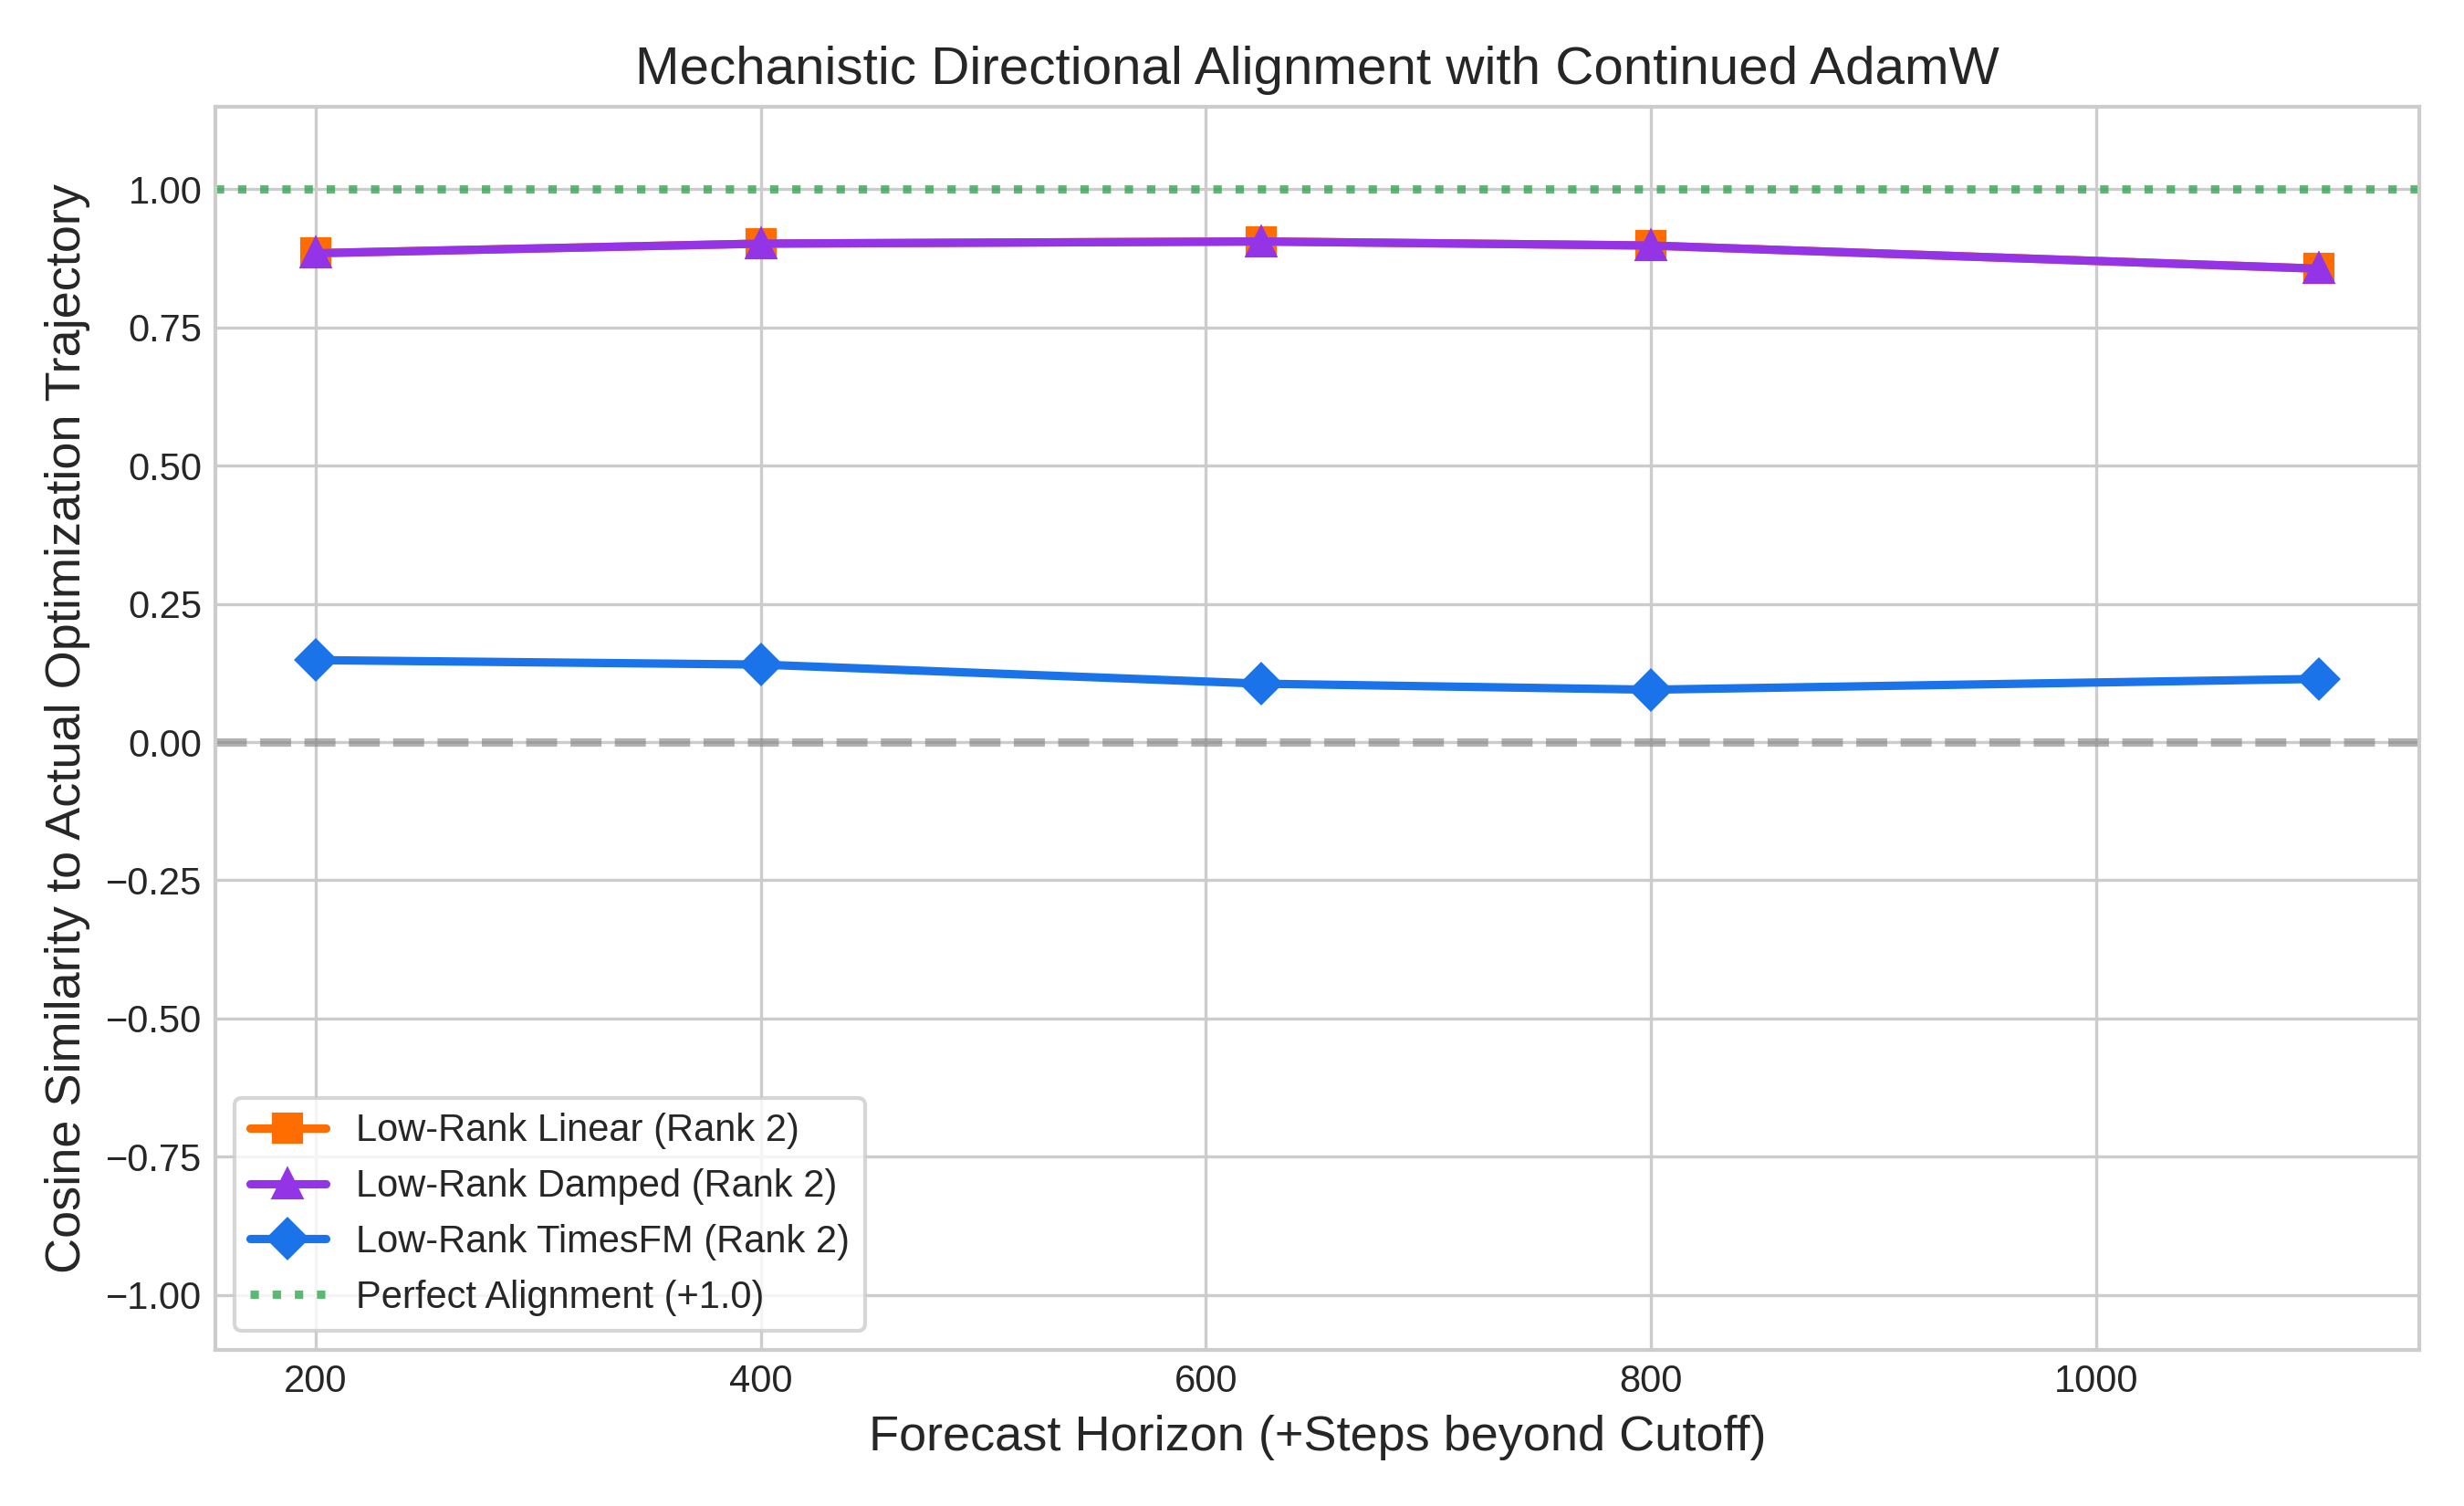 Mechanistic Directional Alignment with Continued AdamW
Cosine Similarity to Actual Optimization Trajectory
1.00
0.75
0.50
0.25
0.00
−0.25
−0.50
−0.75
−1.00
Low-Rank Linear (Rank 2)
Low-Rank Damped (Rank 2)
Low-Rank TimesFM (Rank 2)
Perfect Alignment (+1.0)
200
400
600
800
1000
Forecast Horizon (+Steps beyond Cutoff)